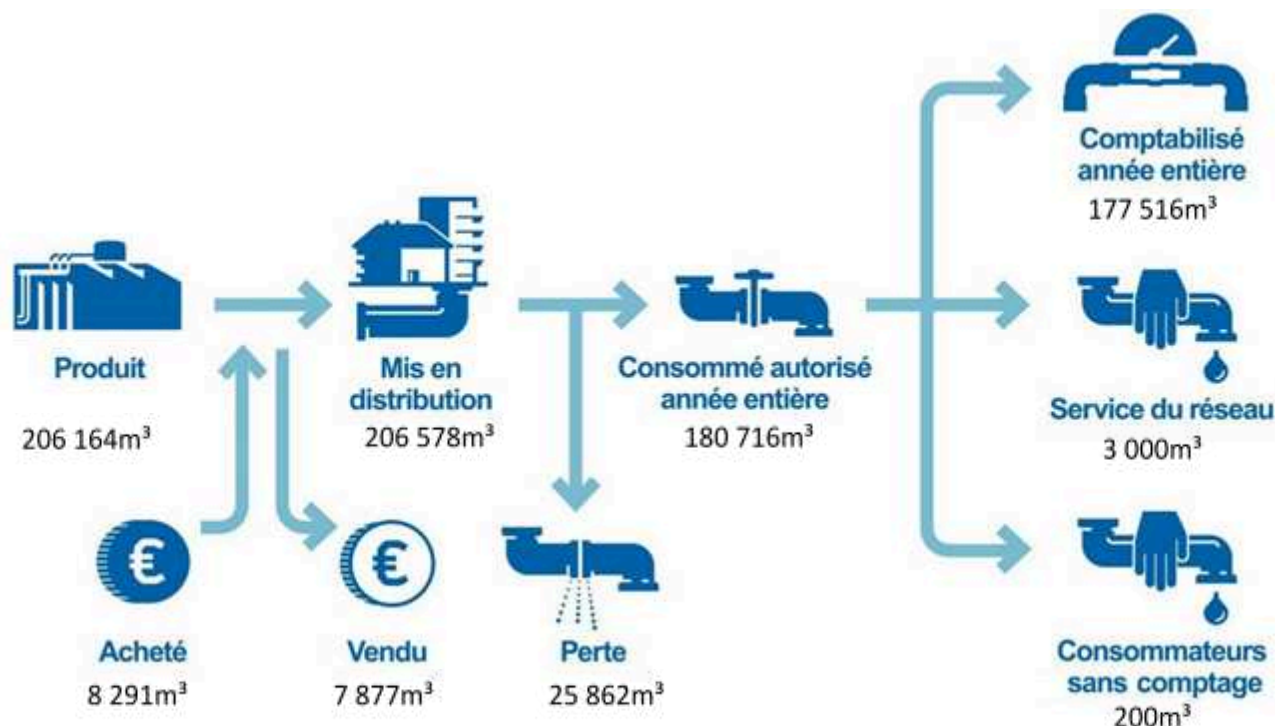 Comptabilisé
année entière
177 516m³
Produit
206 164m³
Mis en
distribution
206 578m³
Consommé autorisé
année entière
180 716m³
Service du réseau
3 000m³
€
Acheté
8 291m³
€
Vendu
7 877m³
Perte
25 862m³
Consommateurs
sans comptage
200m³